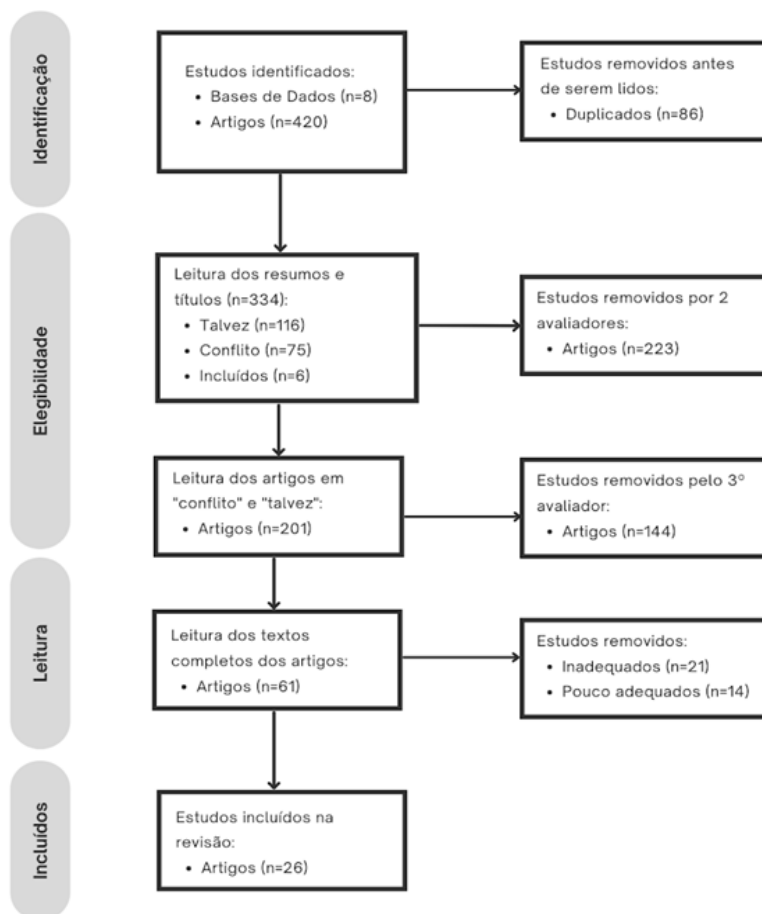 Identificação
Estudos identificados:
• Bases de Dados (n=8)
• Artigos (n=420)
Estudos removidos antes
de serem lidos:
• Duplicados (n=86)
Elegibilidade
Leitura dos resumos e
títulos (n=334):
• Talvez (n=116)
• Conflito (n=75)
• Incluídos (n=6)
Estudos removidos por 2
avaliadores:
• Artigos (n=223)
Leitura dos artigos em
"conflito" e "talvez":
• Artigos (n=201)
Estudos removidos pelo 3º
avaliador:
• Artigos (n=144)
Leitura
Leitura dos textos
completos dos artigos:
• Artigos (n=61)
Estudos removidos:
• Inadequados (n=21)
• Pouco adequados (n=14)
Incluídos
Estudos incluídos na
revisão:
• Artigos (n=26)